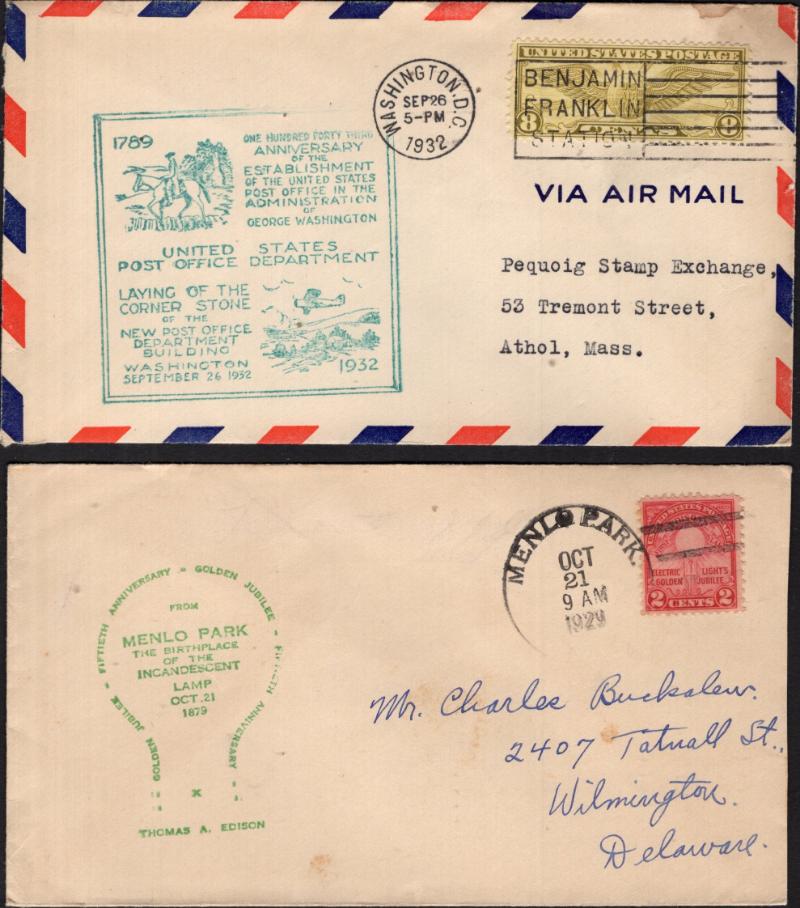 WASHINGTON, D.C.
SEP 26
5-PM
1932
UNITED STATES POSTAGE
8 8
BENJAMIN
FRANKLIN
STATION
1789
ONE HUNDRED FORTY THIRD
ANNIVERSARY
OF THE
ESTABLISHMENT
OF THE UNITED STATES
POST OFFICE IN THE
ADMINISTRATION
OF
GEORGE WASHINGTON
UNITED STATES
POST OFFICE DEPARTMENT
LAYING OF THE
CORNER STONE
OF THE
NEW POST OFFICE
DEPARTMENT
BUILDING
WASHINGTON
SEPTEMBER 26 1932
1932
VIA AIR MAIL
Pequoig Stamp Exchange,
53 Tremont Street,
Athol, Mass.
MENLO PARK.
OCT
21
9 AM
1929
ELECTRIC LIGHT'S
GOLDEN JUBILEE
2 CENTS 2
GOLDEN JUBILEE - FIFTIETH ANNIVERSARY - GOLDEN JUBILEE - FIFTIETH ANNIVERSARY
FROM
MENLO PARK
THE BIRTHPLACE
OF THE
INCANDESCENT
LAMP
OCT. 21
1879
X
THOMAS A. EDISON
Mr. Charles Buckalew.
2407 Tatnall St.,
Wilmington.
Delaware.